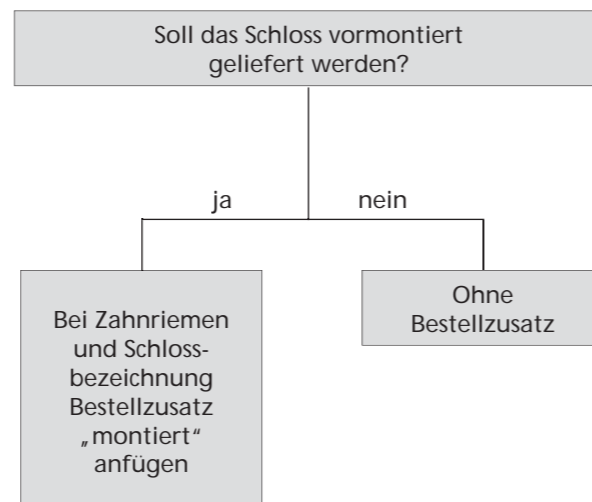 Soll das Schloss vormontiert
geliefert werden?
ja
nein
Bei Zahnriemen
und Schloss-
bezeichnung
Bestellzusatz
„montiert“
anfügen
Ohne
Bestellzusatz